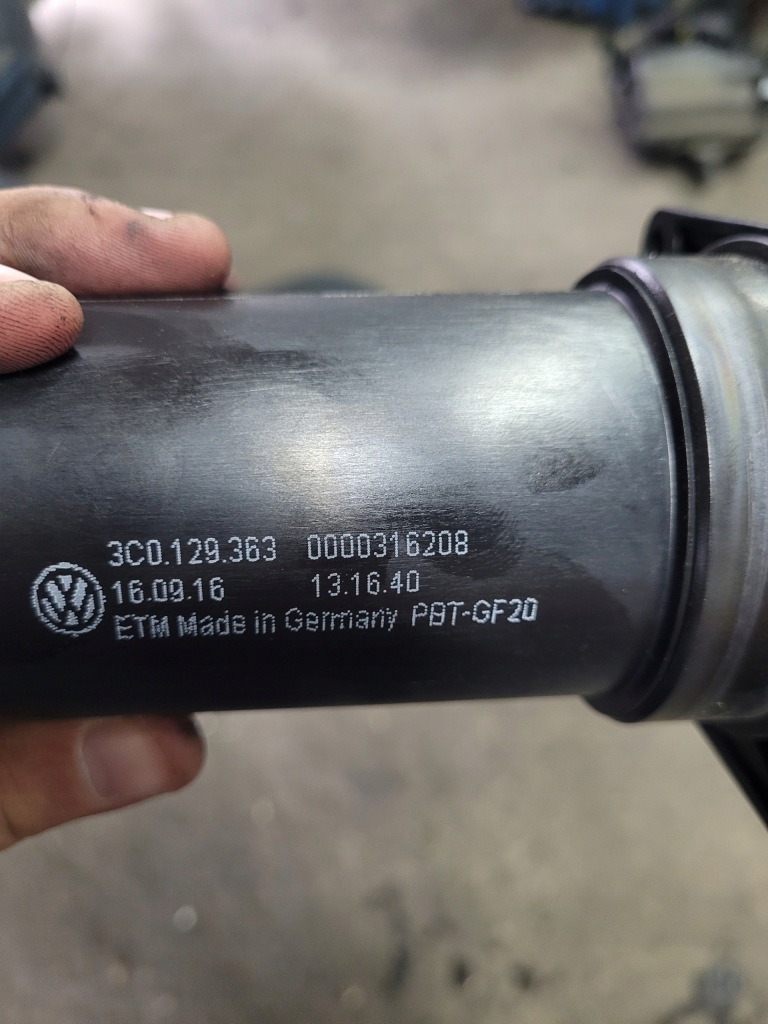 3C0.129.363 0000316208
16.09.16 13.16.40
ETM Made in Germany PBT-GF20